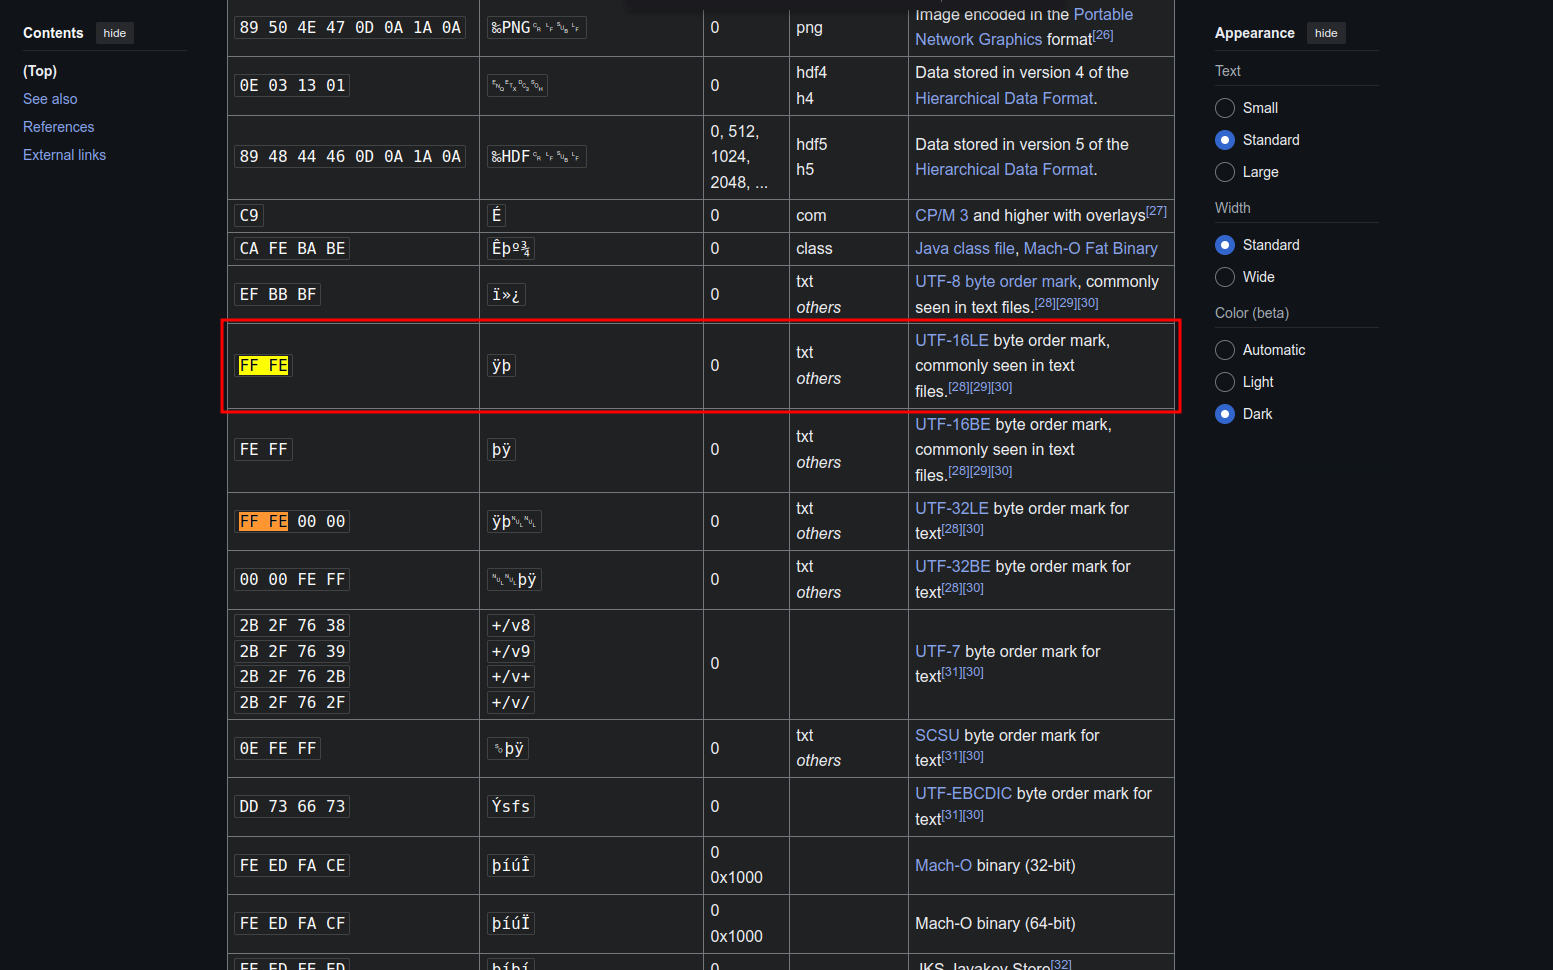 Contents hide
(Top)
See also
References
External links
89 50 4E 47 0D 0A 1A 0A
‰PNG␍␊␚␊
0
png
Image encoded in the Portable
Network Graphics format[26]
0E 03 13 01
0
hdf4
h4
Data stored in version 4 of the
Hierarchical Data Format.
89 48 44 46 0D 0A 1A 0A
‰HDF␍␊␚␊
0, 512,
1024,
2048, ...
hdf5
h5
Data stored in version 5 of the
Hierarchical Data Format.
C9
É
0
com
CP/M 3 and higher with overlays[27]
CA FE BA BE
Êþº¾
0
class
Java class file, Mach-O Fat Binary
EF BB BF
ï»¿
0
txt
others
UTF-8 byte order mark, commonly
seen in text files.[28][29][30]
FF FE
ÿþ
0
txt
others
UTF-16LE byte order mark,
commonly seen in text
files.[28][29][30]
FE FF
þÿ
0
txt
others
UTF-16BE byte order mark,
commonly seen in text
files.[28][29][30]
FF FE 00 00
ÿþ␀␀
0
txt
others
UTF-32LE byte order mark for
text[28][30]
00 00 FE FF
␀␀þÿ
0
txt
others
UTF-32BE byte order mark for
text[28][30]
2B 2F 76 38
2B 2F 76 39
2B 2F 76 2B
2B 2F 76 2F
+/v8
+/v9
+/v+
+/v/
0
UTF-7 byte order mark for
text[31][30]
0E FE FF
␎þÿ
0
txt
others
SCSU byte order mark for
text[31][30]
DD 73 66 73
Ýsfs
0
UTF-EBCDIC byte order mark for
text[31][30]
FE ED FA CE
þíúÎ
0
0x1000
Mach-O binary (32-bit)
FE ED FA CF
þíúÏ
0
0x1000
Mach-O binary (64-bit)
FE ED FE ED
þíþí
0
JKS Javakey Store[32]
Appearance hide
Text
Small
Standard
Large
Width
Standard
Wide
Color (beta)
Automatic
Light
Dark